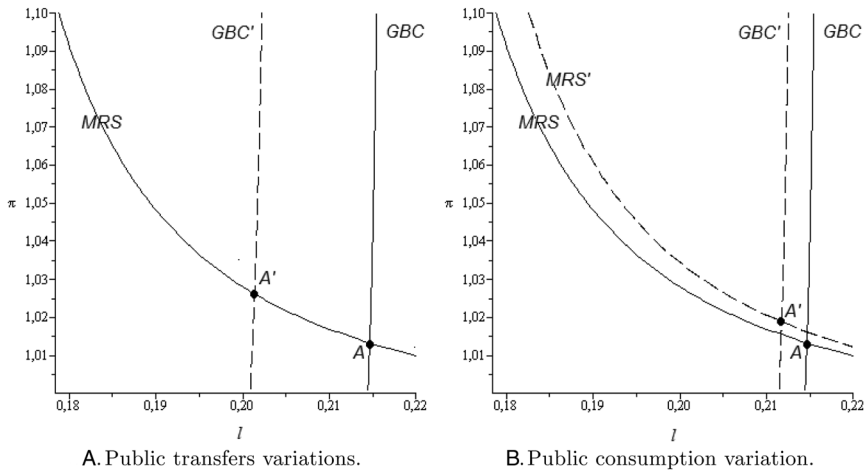 1,10
1,09
1,08
1,07
1,06
1,05
π
1,04
1,03
1,02
1,01
GBC'
GBC
MRS
A'
A
0,18
0,19
0,20
0,21
0,22
l
A. Public transfers variations.
1,10
1,09
1,08
1,07
1,06
1,05
π
1,04
1,03
1,02
1,01
GBC'
GBC
MRS'
MRS
A'
A
0,18
0,19
0,20
0,21
0,22
l
B. Public consumption variation.